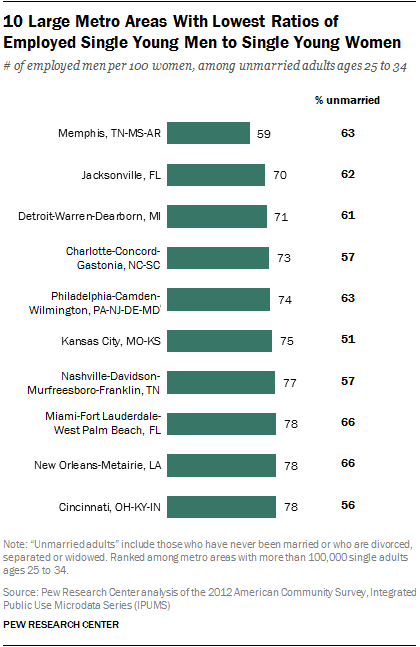 10 Large Metro Areas With Lowest Ratios of
Employed Single Young Men to Single Young Women
# of employed men per 100 women, among unmarried adults ages 25 to 34
% unmarried
Memphis, TN-MS-AR 59 63
Jacksonville, FL 70 62
Detroit-Warren-Dearborn, MI 71 61
Charlotte-Concord-
Gastonia, NC-SC 73 57
Philadelphia-Camden-
Wilmington, PA-NJ-DE-MD 74 63
Kansas City, MO-KS 75 51
Nashville-Davidson-
Murfreesboro-Franklin, TN 77 57
Miami-Fort Lauderdale-
West Palm Beach, FL 78 66
New Orleans-Metairie, LA 78 66
Cincinnati, OH-KY-IN 78 56
Note: “Unmarried adults” include those who have never been married or who are divorced,
separated or widowed. Ranked among metro areas with more than 100,000 single adults
ages 25 to 34.
Source: Pew Research Center analysis of the 2012 American Community Survey, Integrated
Public Use Microdata Series (IPUMS)
PEW RESEARCH CENTER